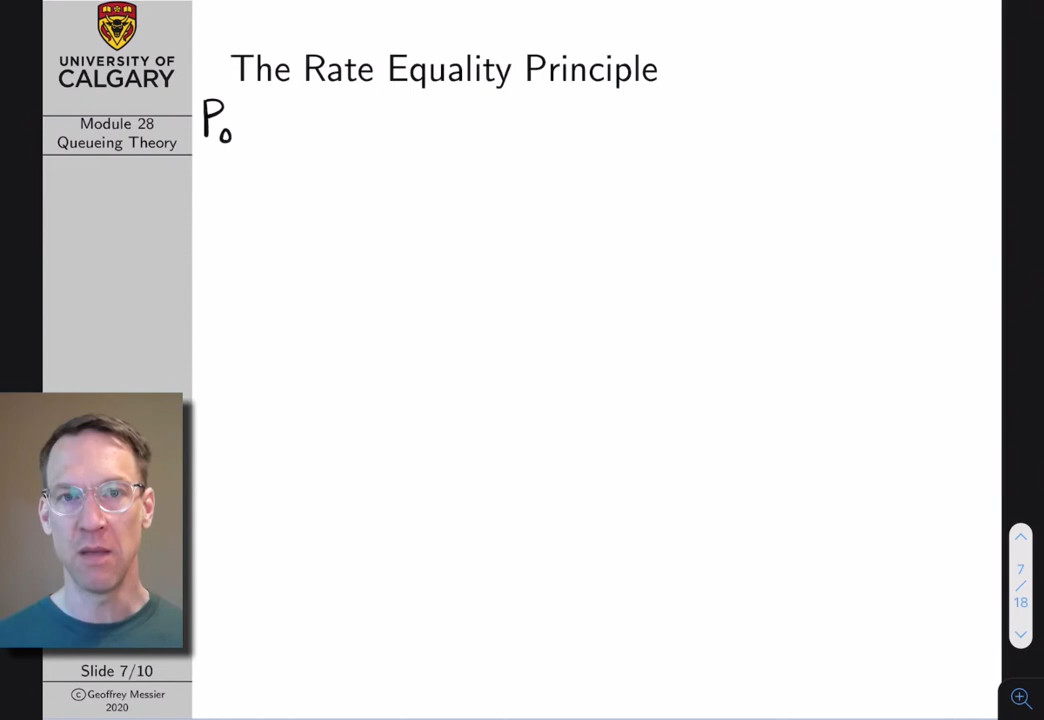 UNIVERSITY OF
CALGARY
Module 28
Queueing Theory
The Rate Equality Principle
P₀
7
/
18
Slide 7/10
©Geoffrey Messier
2020